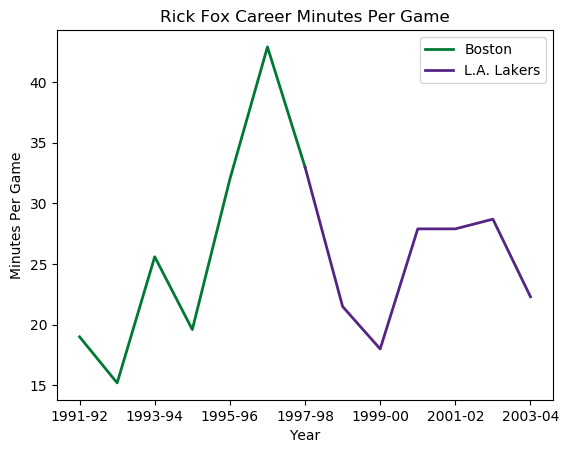 Rick Fox Career Minutes Per Game
Boston
L.A. Lakers
Minutes Per Game
40
35
30
25
20
15
1991-92 1993-94 1995-96 1997-98 1999-00 2001-02 2003-04
Year